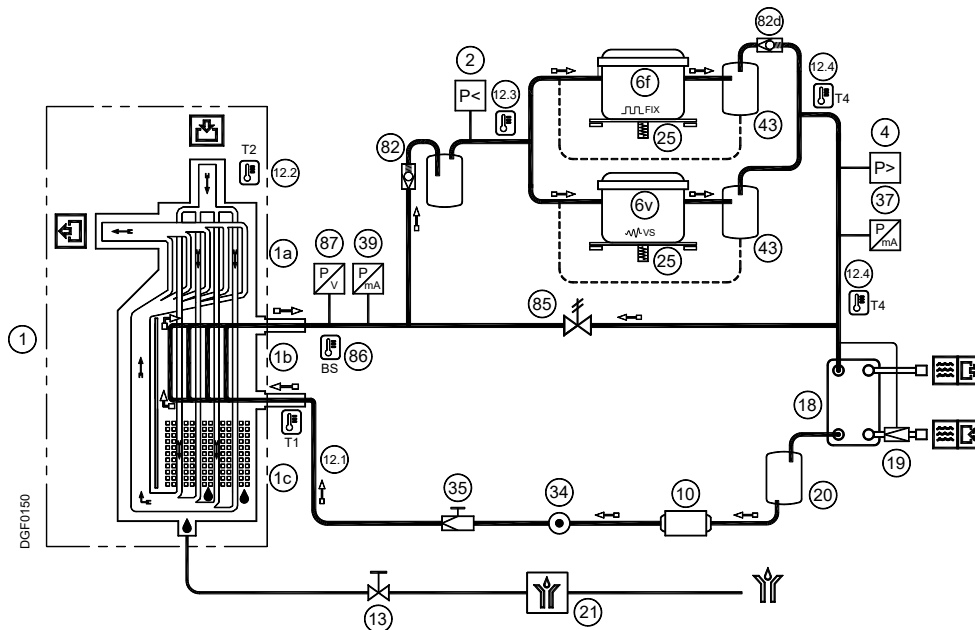 82d
2
P<
12.3
6f
FIX
12.4
T4
43
25
4
P>
82
T2
12.2
6v
VS
43
25
37
P
mA
1a
87
P
V
39
P
mA
12.4
T4
85
1
BS
86
1b
18
T1
12.1
19
1c
35
34
10
20
DGF0150
13
21